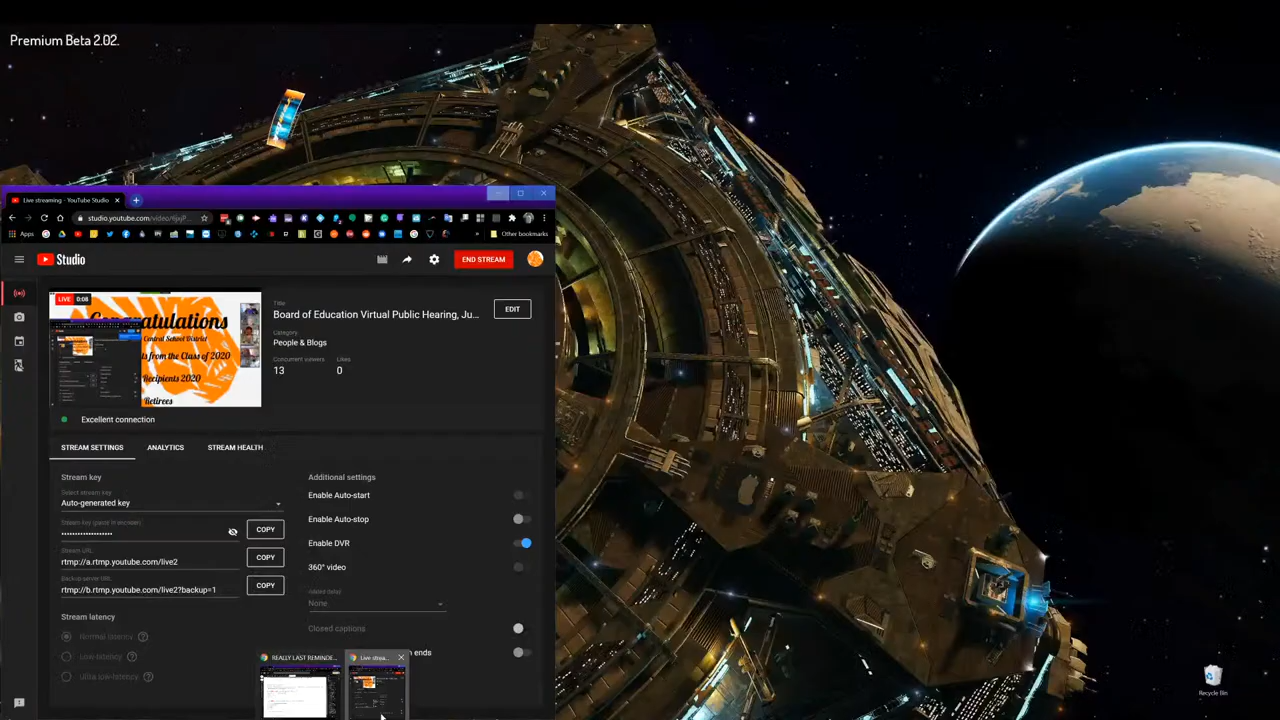 Premium Beta 2.02.
Live streaming - YouTube Studio
studio.youtube.com/video/
Apps
Other bookmarks
Studio
END STREAM
LIVE 0:08
Congratulations
Central School District
ts from the Class of 2020
Recipients 2020
Retirees
Title
Board of Education Virtual Public Hearing, Ju...
EDIT
Category
People & Blogs
Concurrent viewers
Likes
13
0
Excellent connection
STREAM SETTINGS
ANALYTICS
STREAM HEALTH
Stream key
Select stream key
Auto-generated key
Stream key (paste in encoder)
COPY
Stream URL
rtmp://a.rtmp.youtube.com/live2
COPY
Backup server URL
rtmp://b.rtmp.youtube.com/live2?backup=1
COPY
Stream latency
Normal latency
Low-latency
Ultra low-latency
Additional settings
Enable Auto-start
Enable Auto-stop
Enable DVR
360° video
Added delay
None
Closed captions
ends
REALLY LAST REMINDE...
Live strea...
Recycle Bin